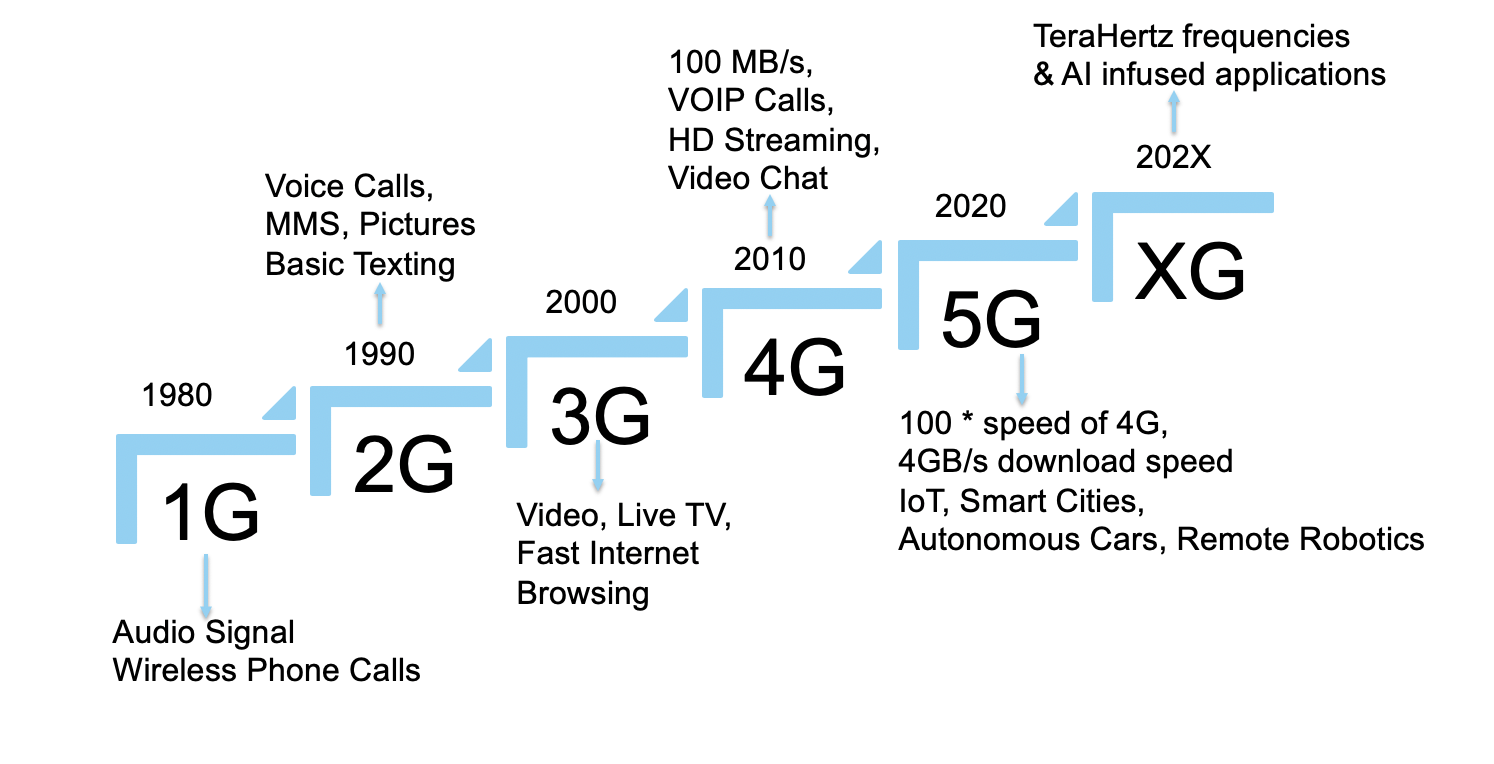 1980
1G
Audio Signal
Wireless Phone Calls
Voice Calls,
MMS, Pictures
Basic Texting
1990
2G
2000
3G
Video, Live TV,
Fast Internet
Browsing
100 MB/s,
VOIP Calls,
HD Streaming,
Video Chat
2010
4G
2020
5G
100 * speed of 4G,
4GB/s download speed
IoT, Smart Cities,
Autonomous Cars, Remote Robotics
TeraHertz frequencies
& AI infused applications
202X
XG